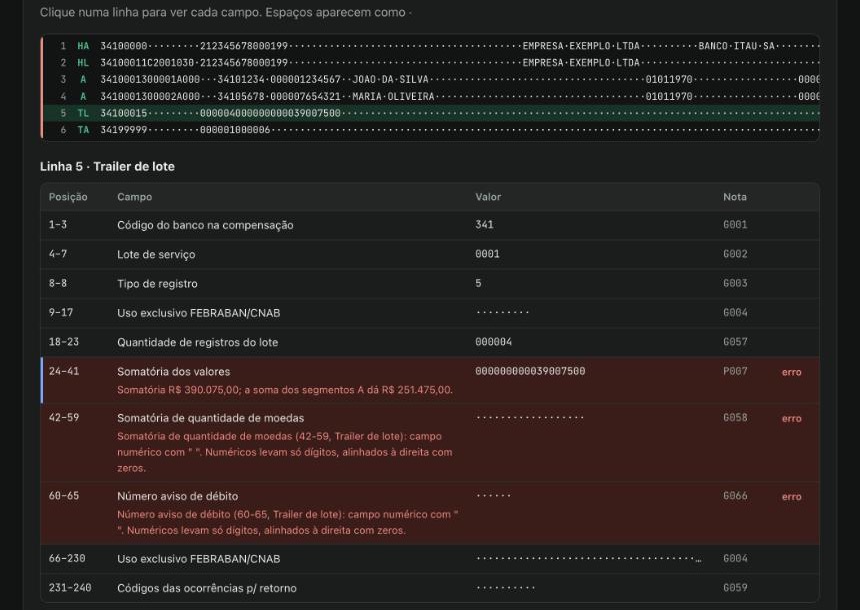 Clique numa linha para ver cada campo. Espaços aparecem como ·
1 HA 34100000·········212345678000199······································EMPRESA·EXEMPLO·LTDA··········BANCO·ITAU·SA·······
2 HL 34100011C2001030·212345678000199······································EMPRESA·EXEMPLO·LTDA·······························
3 A 3410001300001A000···34101234·000001234567··JOAO·DA·SILVA···································01011970·················0000
4 A 3410001300002A000···34105678·000007654321··MARIA·OLIVEIRA··································01011970·················0000
5 TL 34100015·········000004000000000039007500·······································································
6 TA 34199999·········000001000006···················································································
Linha 5 · Trailer de lote
Posição Campo Valor Nota
1–3 Código do banco na compensação 341 G001
4–7 Lote de serviço 0001 G002
8–8 Tipo de registro 5 G003
9–17 Uso exclusivo FEBRABAN/CNAB ········· G004
18–23 Quantidade de registros do lote 000004 G057
24–41 Somatória dos valores 000000000039007500 P007 erro
Somatória R$ 390.075,00; a soma dos segmentos A dá R$ 251.475,00.
42–59 Somatória de quantidade de moedas ·················· G058 erro
Somatória de quantidade de moedas (42-59, Trailer de lote): campo
numérico com " ". Numéricos levam só dígitos, alinhados à direita com
zeros.
60–65 Número aviso de débito ······ G066 erro
Número aviso de débito (60-65, Trailer de lote): campo numérico com "
". Numéricos levam só dígitos, alinhados à direita com zeros.
66–230 Uso exclusivo FEBRABAN/CNAB ····································… G004
231–240 Códigos das ocorrências p/ retorno ·········· G059